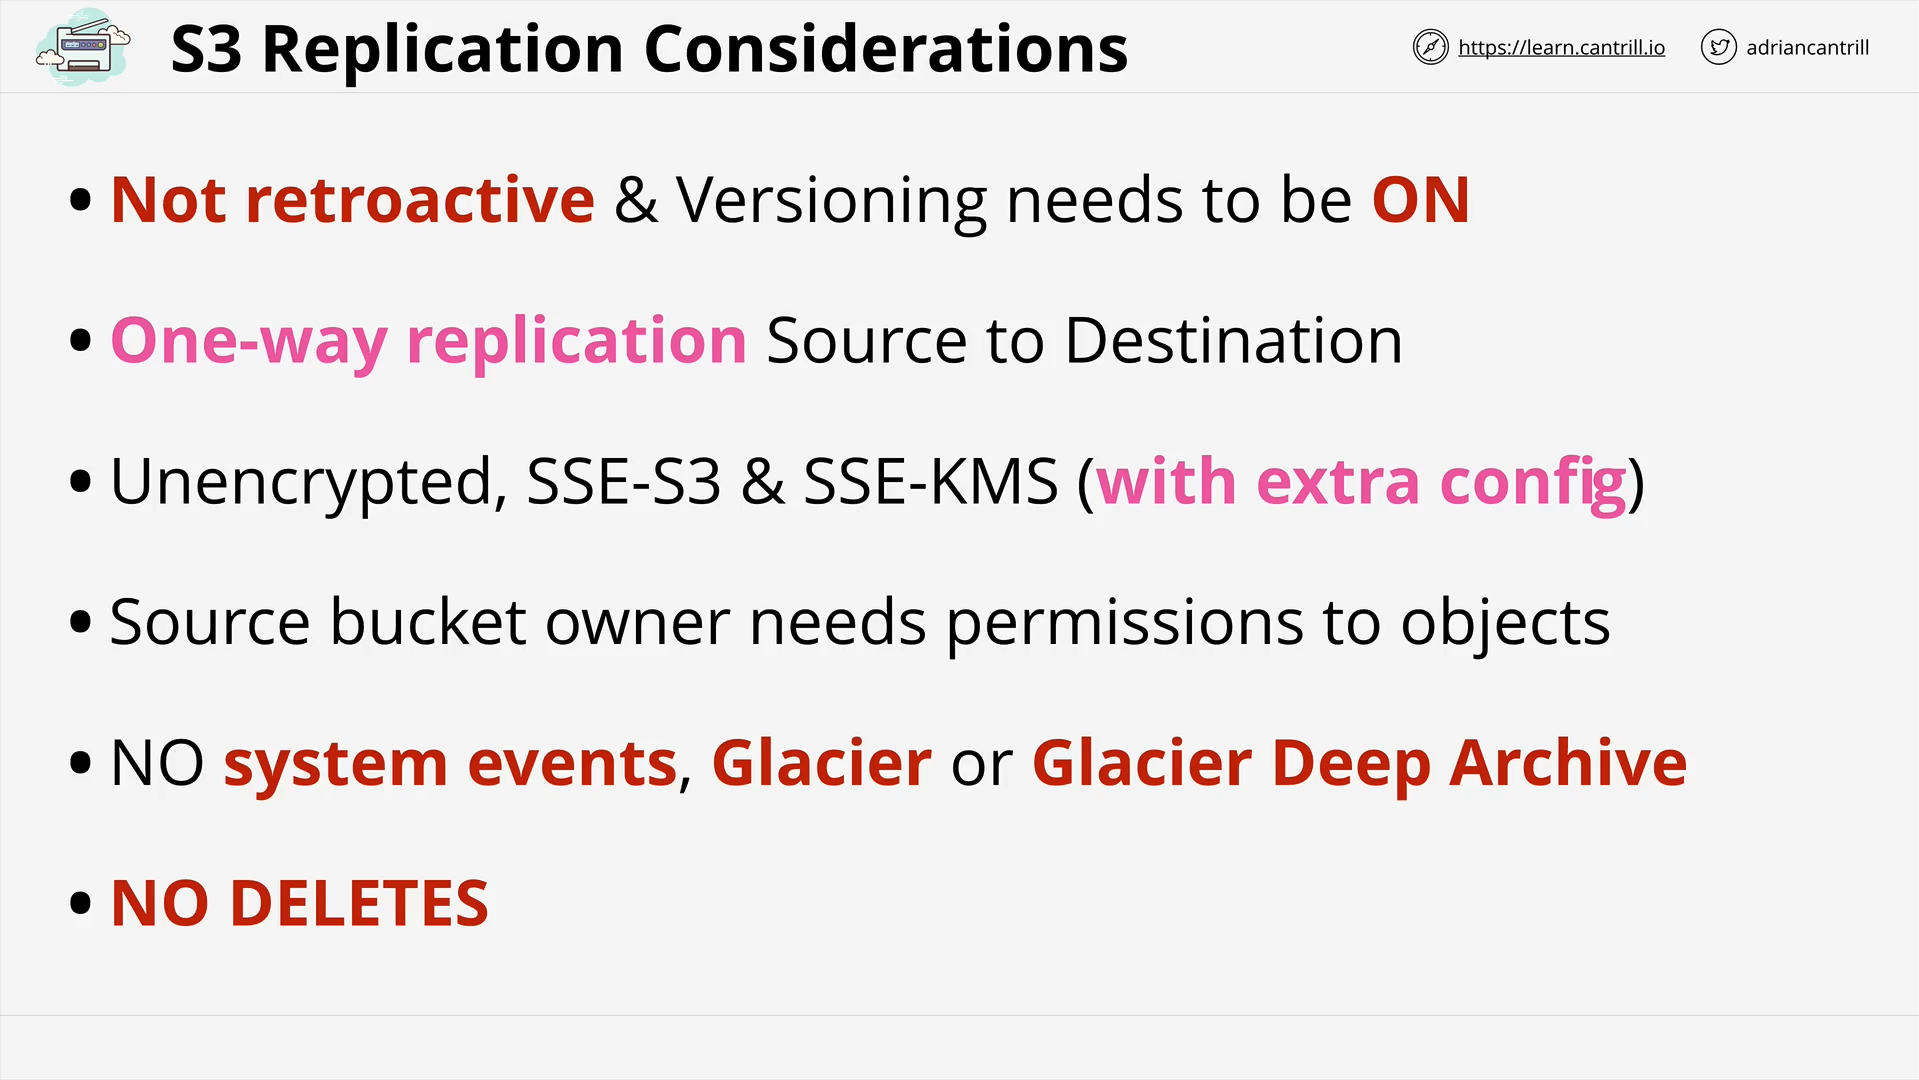 S3 Replication Considerations
https://learn.cantrill.io
adriancantrill
• Not retroactive & Versioning needs to be ON
• One-way replication Source to Destination
• Unencrypted, SSE-S3 & SSE-KMS (with extra config)
• Source bucket owner needs permissions to objects
• NO system events, Glacier or Glacier Deep Archive
• NO DELETES